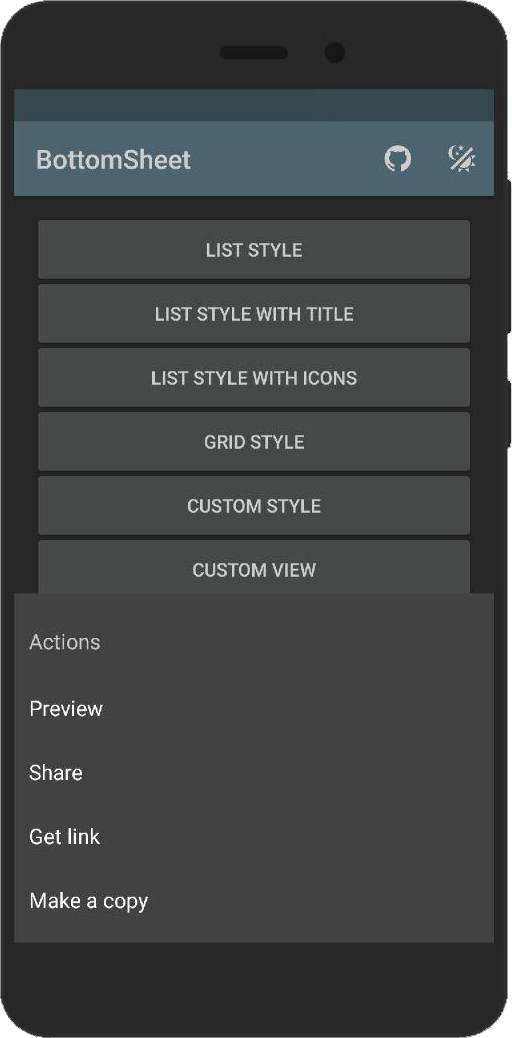 BottomSheet
LIST STYLE
LIST STYLE WITH TITLE
LIST STYLE WITH ICONS
GRID STYLE
CUSTOM STYLE
CUSTOM VIEW
Actions
Preview
Share
Get link
Make a copy